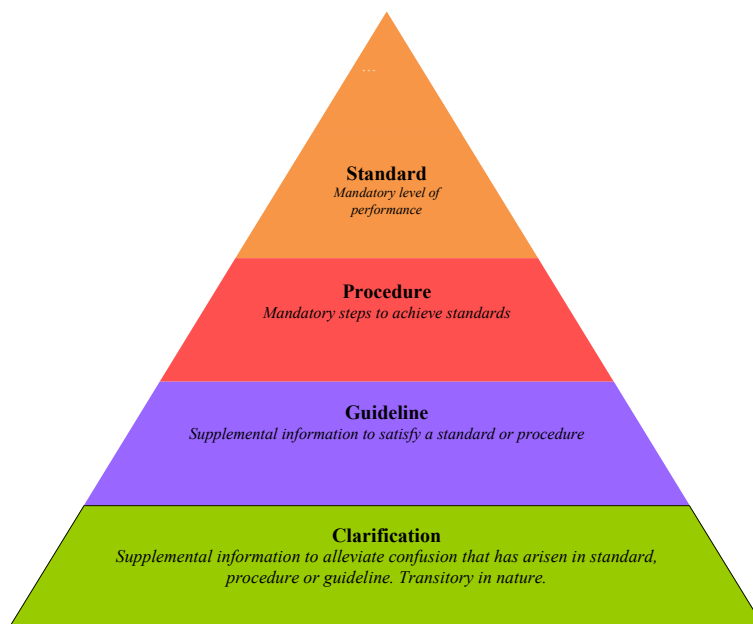 ...
Standard
Mandatory level of
performance
Procedure
Mandatory steps to achieve standards
Guideline
Supplemental information to satisfy a standard or procedure
Clarification
Supplemental information to alleviate confusion that has arisen in standard,
procedure or guideline. Transitory in nature.